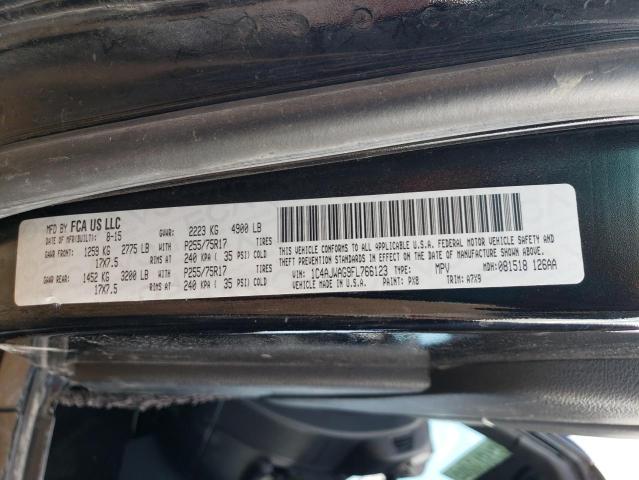 MFD BY FCA US LLC
DATE OF MFR(BUILT): 8-15 GVWR: 2223 KG 4900 LB
GAWR FRONT: 1259 KG 2775 LB WITH P255/75R17 TIRES
17X7.5 RIMS AT 240 KPA ( 35 PSI) COLD
GAWR REAR: 1452 KG 3200 LB WITH P255/75R17 TIRES
17X7.5 RIMS AT 240 KPA ( 35 PSI) COLD
THIS VEHICLE CONFORMS TO ALL APPLICABLE U.S.A. FEDERAL MOTOR VEHICLE SAFETY, BUMPER, AND
THEFT PREVENTION STANDARDS IN EFFECT ON THE DATE OF MANUFACTURE SHOWN ABOVE.
VIN: 1C4AJWAG9FL766123 TYPE: MPV MDH: 081518 126AA
VEHICLE MADE IN U.S.A. PAINT: PX8 TRIM: A7X9